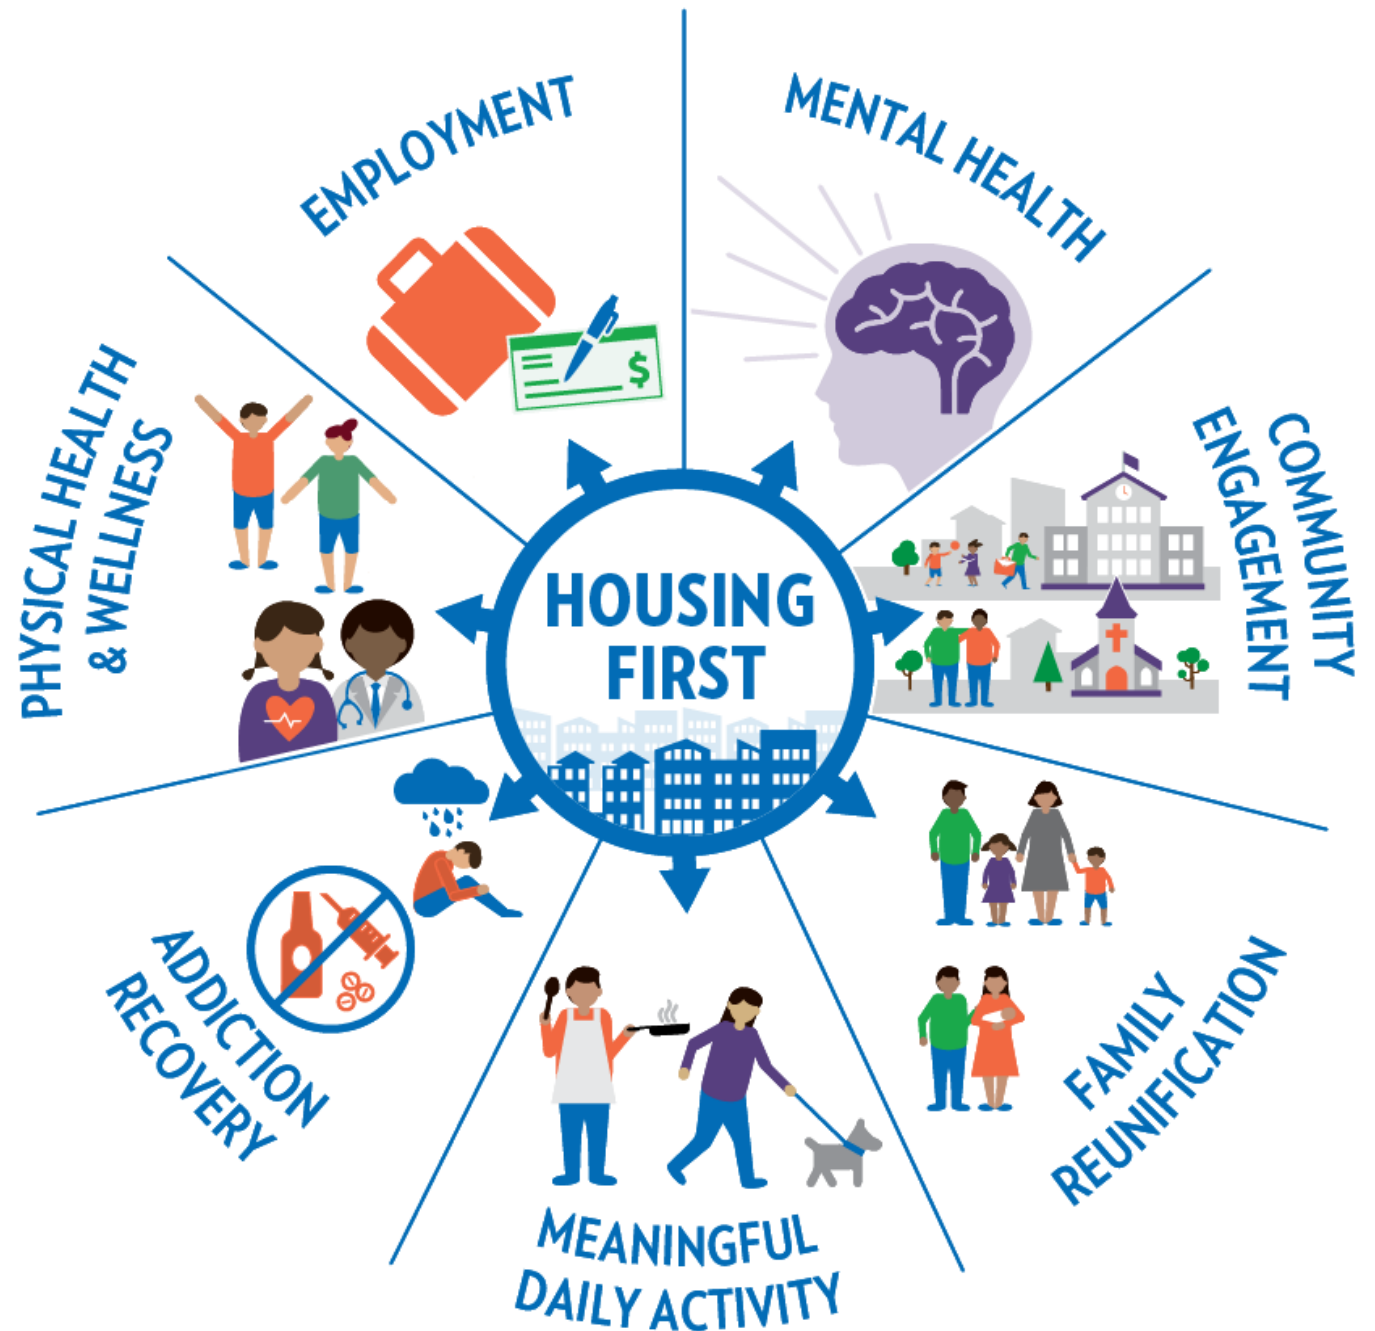 EMPLOYMENT
MENTAL HEALTH
PHYSICAL HEALTH
& WELLNESS
$
COMMUNITY
ENGAGEMENT
HOUSING
FIRST
ADDICTION
RECOVERY
FAMILY
REUNIFICATION
MEANINGFUL
DAILY ACTIVITY